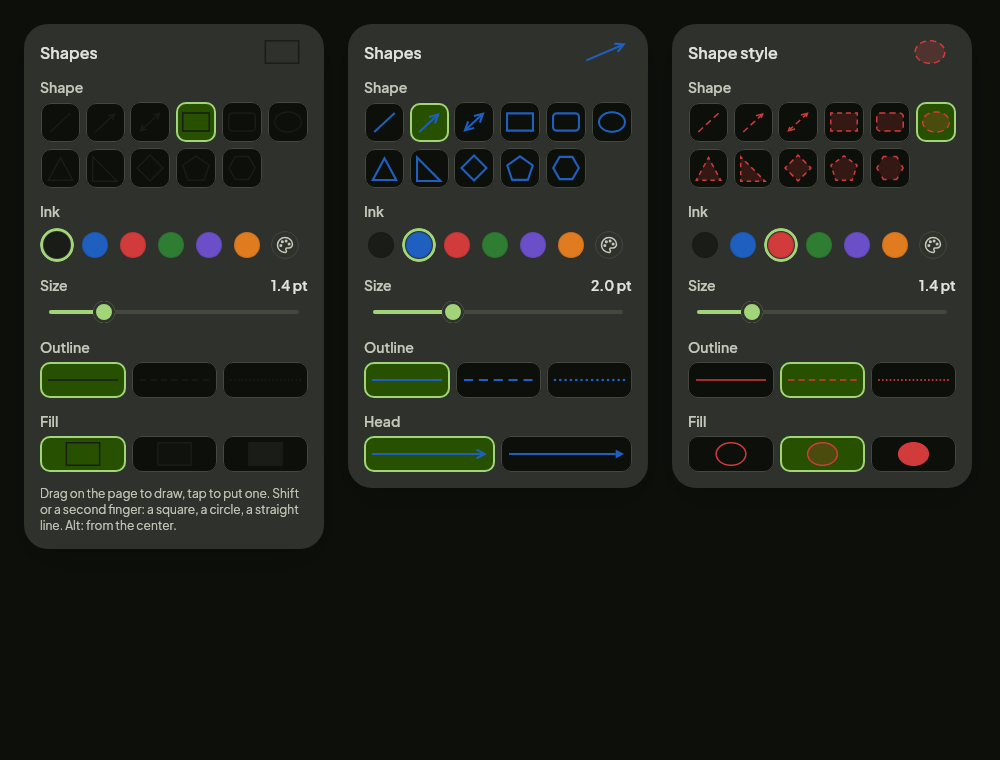 Shapes
Shape
Ink
Size 1.4 pt
Outline
Fill
Drag on the page to draw, tap to put one. Shift
or a second finger: a square, a circle, a straight
line. Alt: from the center.
Shapes
Shape
Ink
Size 2.0 pt
Outline
Head
Shape style
Shape
Ink
Size 1.4 pt
Outline
Fill